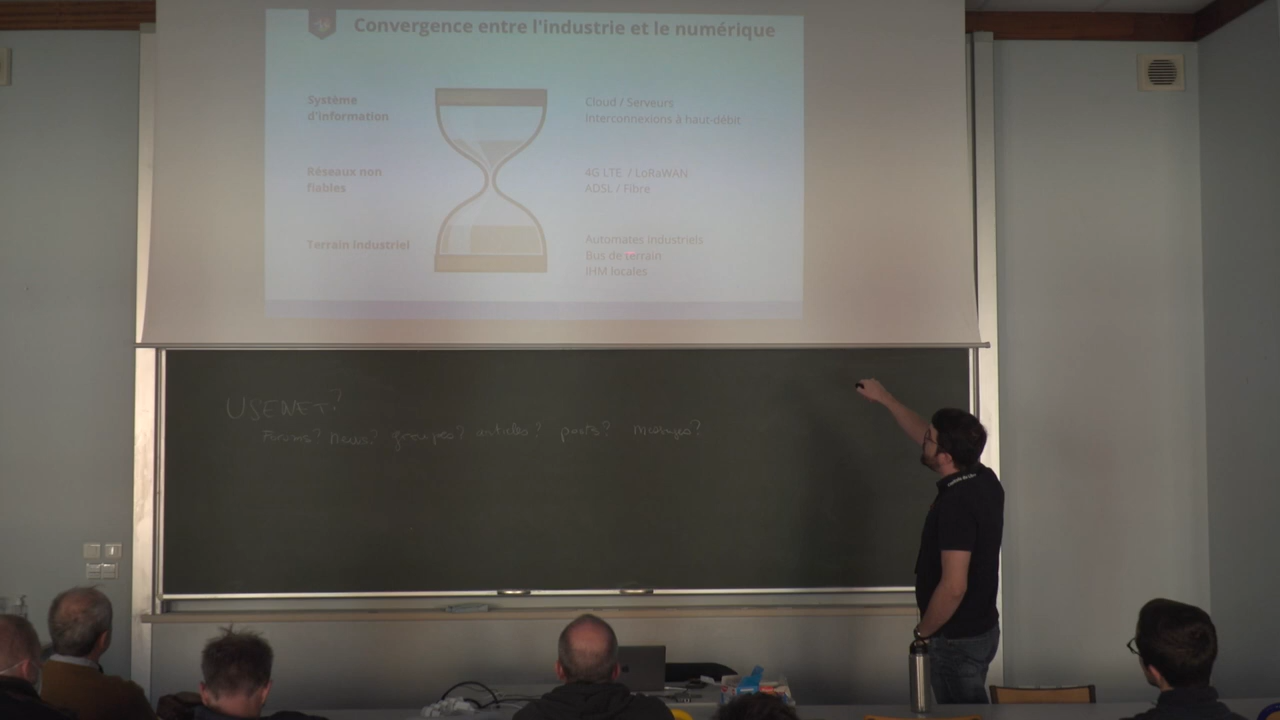 Convergence entre l'industrie et le numérique
Système
d'information
Cloud / Serveurs
Interconnexions à haut-débit
Réseaux non
fiables
4G LTE / LoRaWAN
ADSL / Fibre
Terrain industriel
Automates industriels
Bus de terrain
IHM locales
USENET?
Forums? News? groupes? articles? posts? messages?